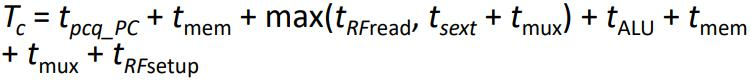 Tc = tpcq_PC + tmem + max(tRFread, tsext + tmux) + tALU + tmem
+ tmux + tRFsetup